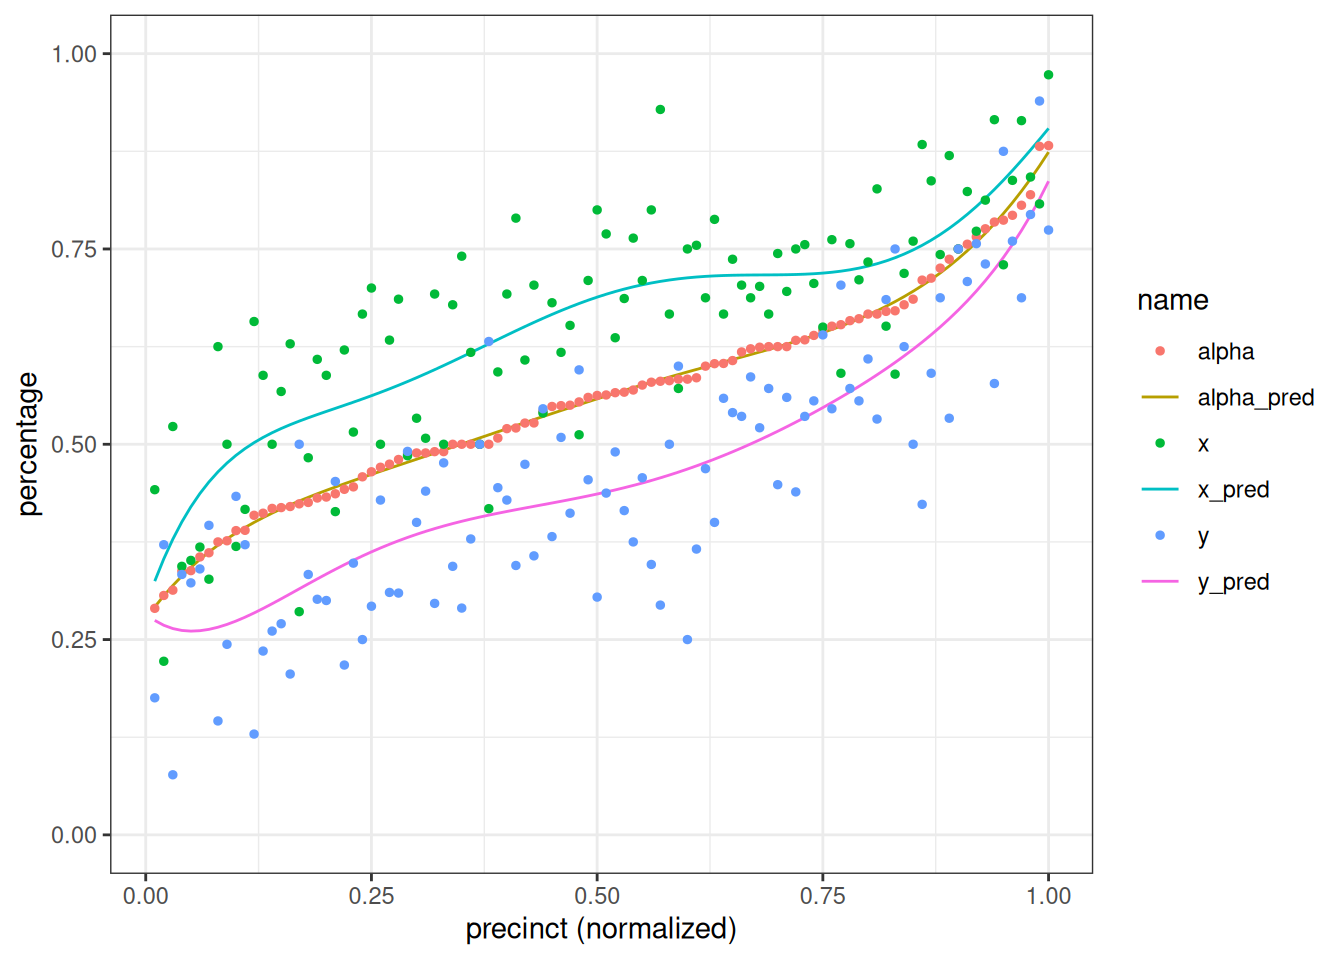 1.00
0.75
0.50
0.25
0.00
percentage
0.00 0.25 0.50 0.75 1.00
precinct (normalized)
name
alpha
alpha_pred
x
x_pred
y
y_pred